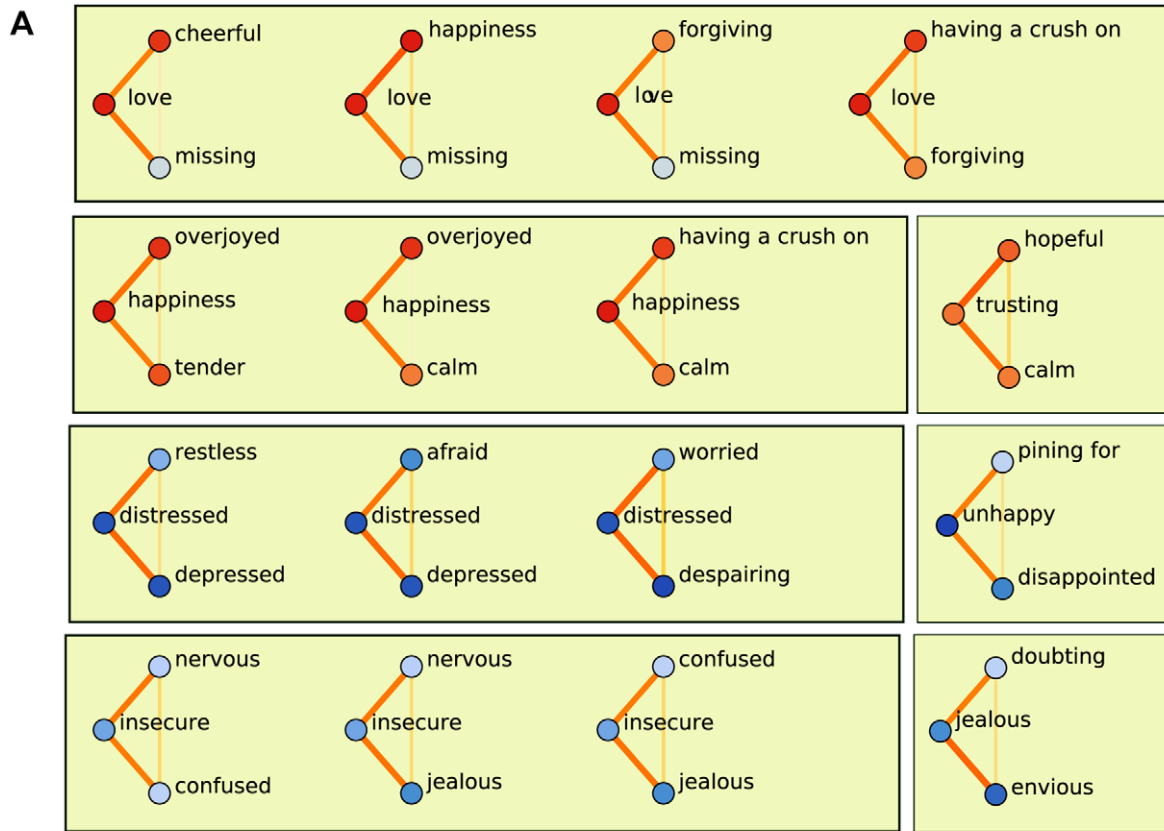 A
cheerful happiness forgiving having a crush on
love love love love
missing missing missing forgiving
overjoyed overjoyed having a crush on hopeful
happiness happiness happiness trusting
tender calm calm calm
restless afraid worried pining for
distressed distressed distressed unhappy
depressed depressed despairing disappointed
nervous nervous confused doubting
insecure insecure insecure jealous
confused jealous jealous envious